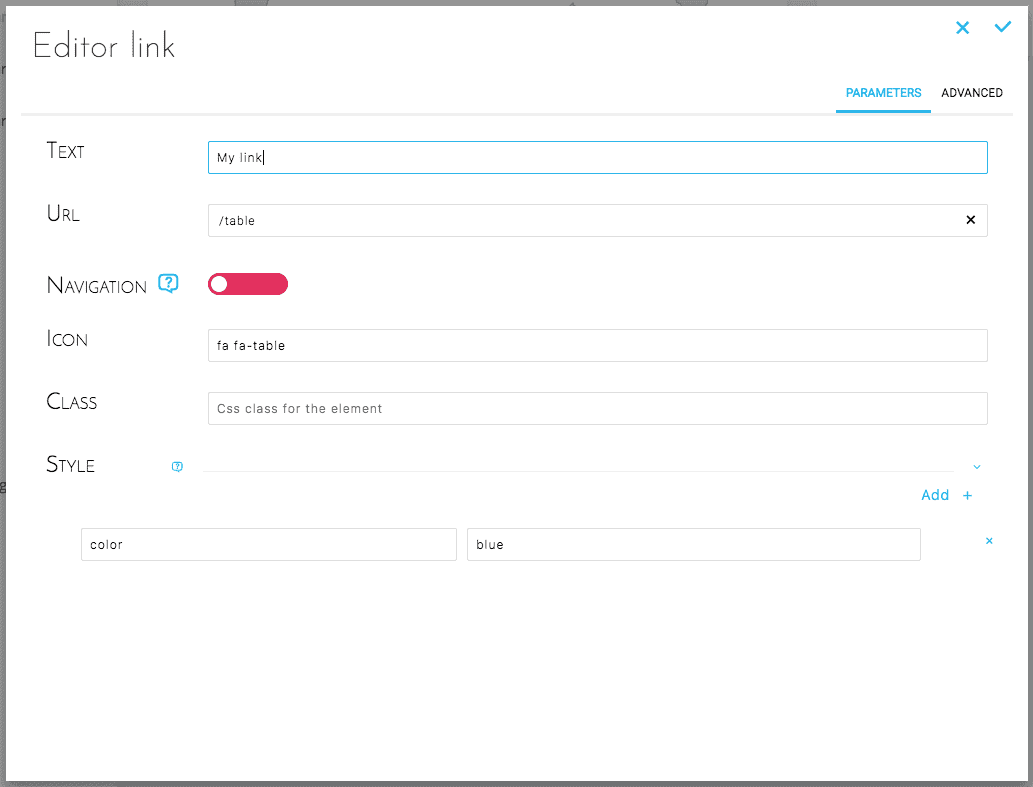 Editor link
PARAMETERS ADVANCED
Text
My link
Url
/table
Navigation
Icon
fa fa-table
Class
Css class for the element
Style
Add +
color
blue